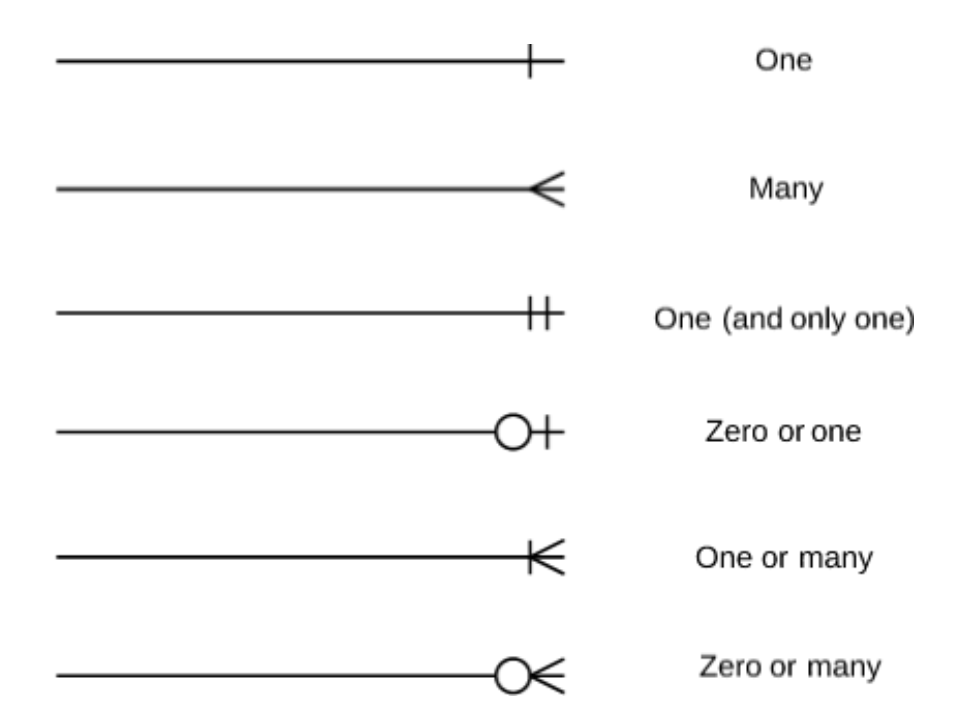 One
Many
One (and only one)
Zero or one
One or many
Zero or many